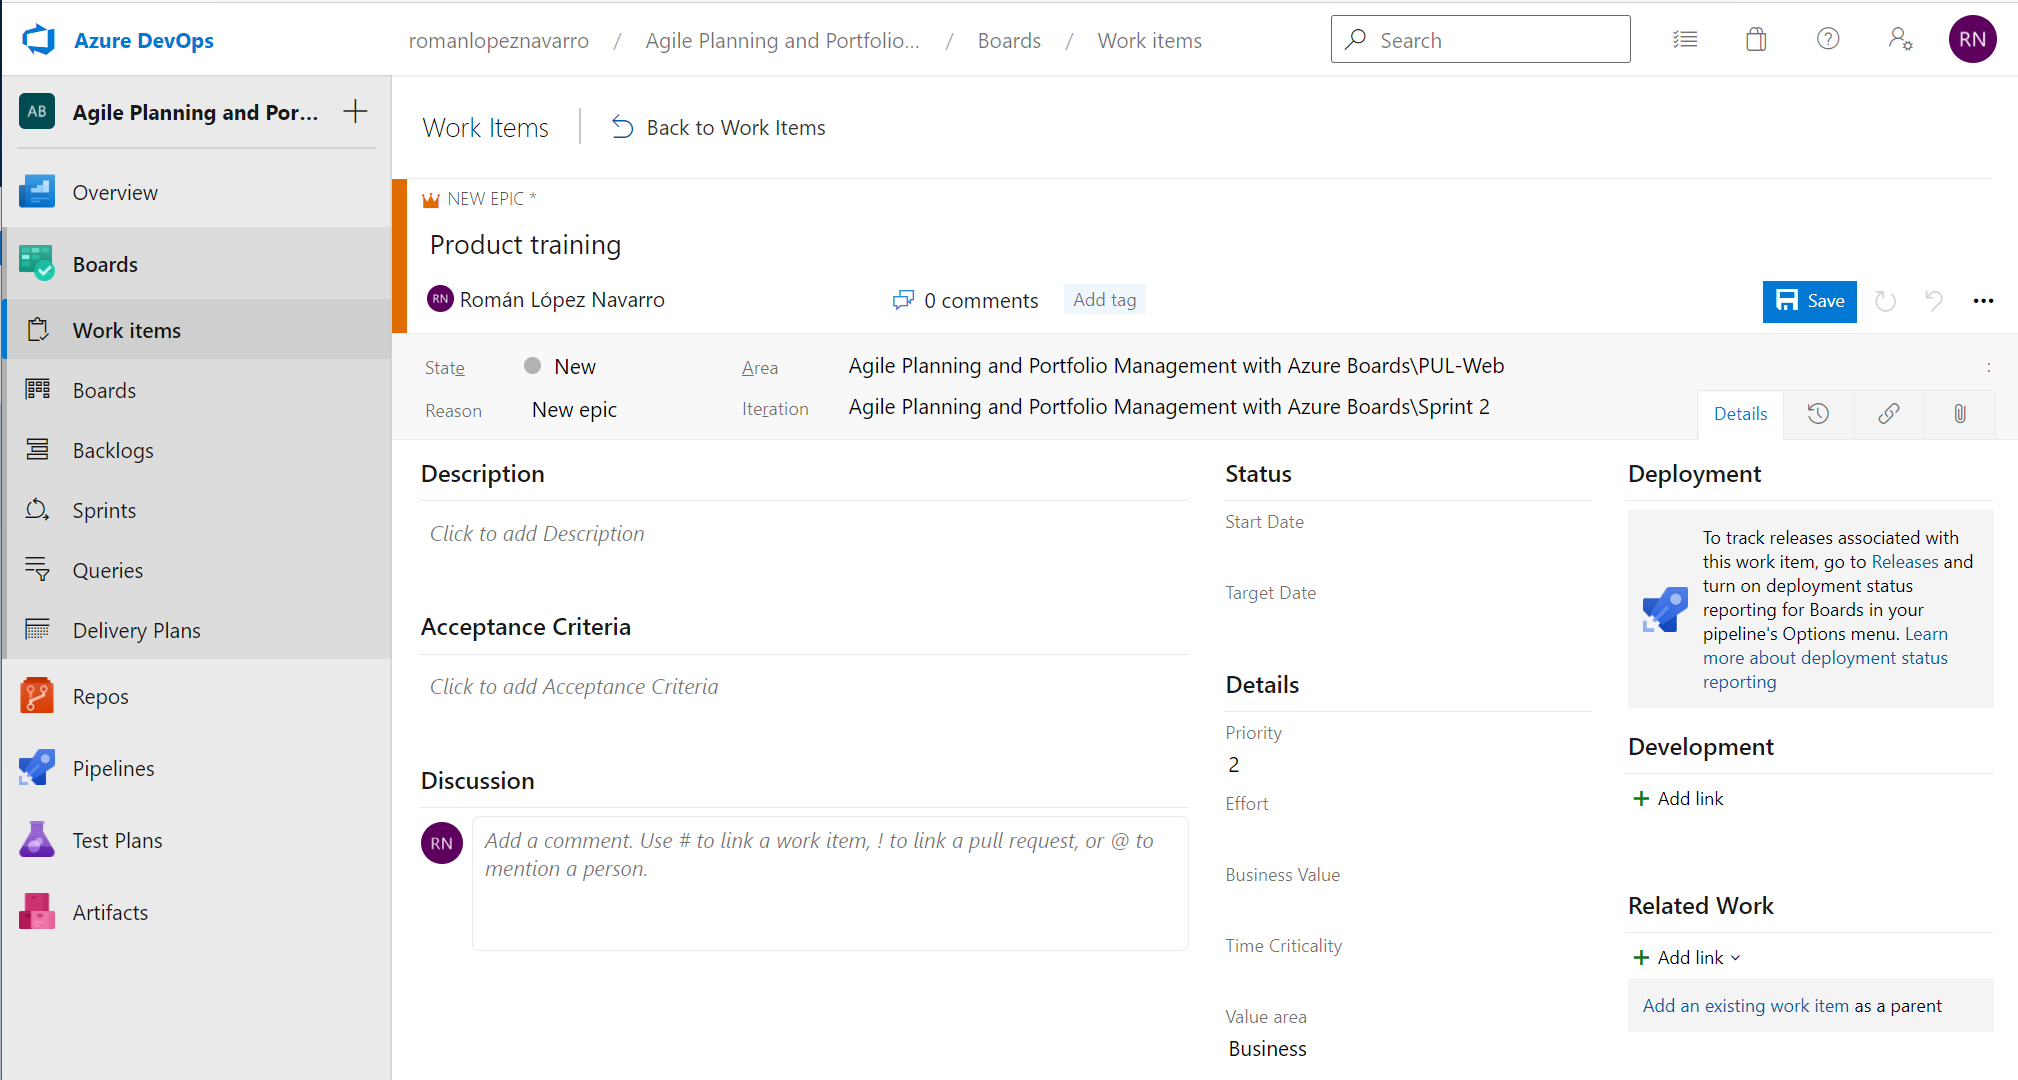 Azure DevOps
romanlopeznavarro / Agile Planning and Portfolio... / Boards / Work items
Search
RN
AB
Agile Planning and Por...
Overview
Boards
Work items
Boards
Backlogs
Sprints
Queries
Delivery Plans
Repos
Pipelines
Test Plans
Artifacts
Work Items
Back to Work Items
NEW EPIC *
Product training
RN Román López Navarro
0 comments
Add tag
Save
State New
Area Agile Planning and Portfolio Management with Azure Boards\PUL-Web
Reason New epic
Iteration Agile Planning and Portfolio Management with Azure Boards\Sprint 2
Details
Description
Click to add Description
Acceptance Criteria
Click to add Acceptance Criteria
Discussion
RN
Add a comment. Use # to link a work item, ! to link a pull request, or @ to
mention a person.
Status
Start Date
Target Date
Details
Priority
2
Effort
Business Value
Time Criticality
Value area
Business
Deployment
To track releases associated with
this work item, go to Releases and
turn on deployment status
reporting for Boards in your
pipeline's Options menu. Learn
more about deployment status
reporting
Development
+ Add link
Related Work
+ Add link
Add an existing work item as a parent